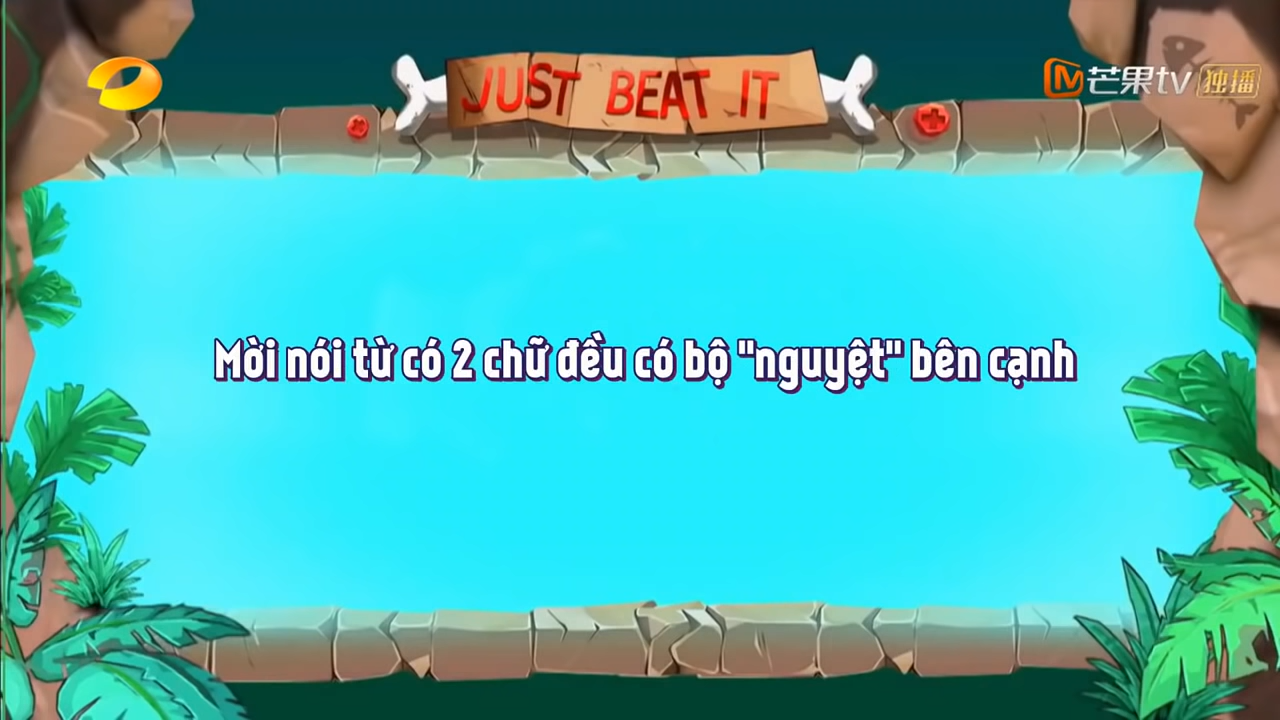 JUST BEAT IT
芒果tv独播
Mời nói từ có 2 chữ đều có bộ "nguyệt" bên cạnh